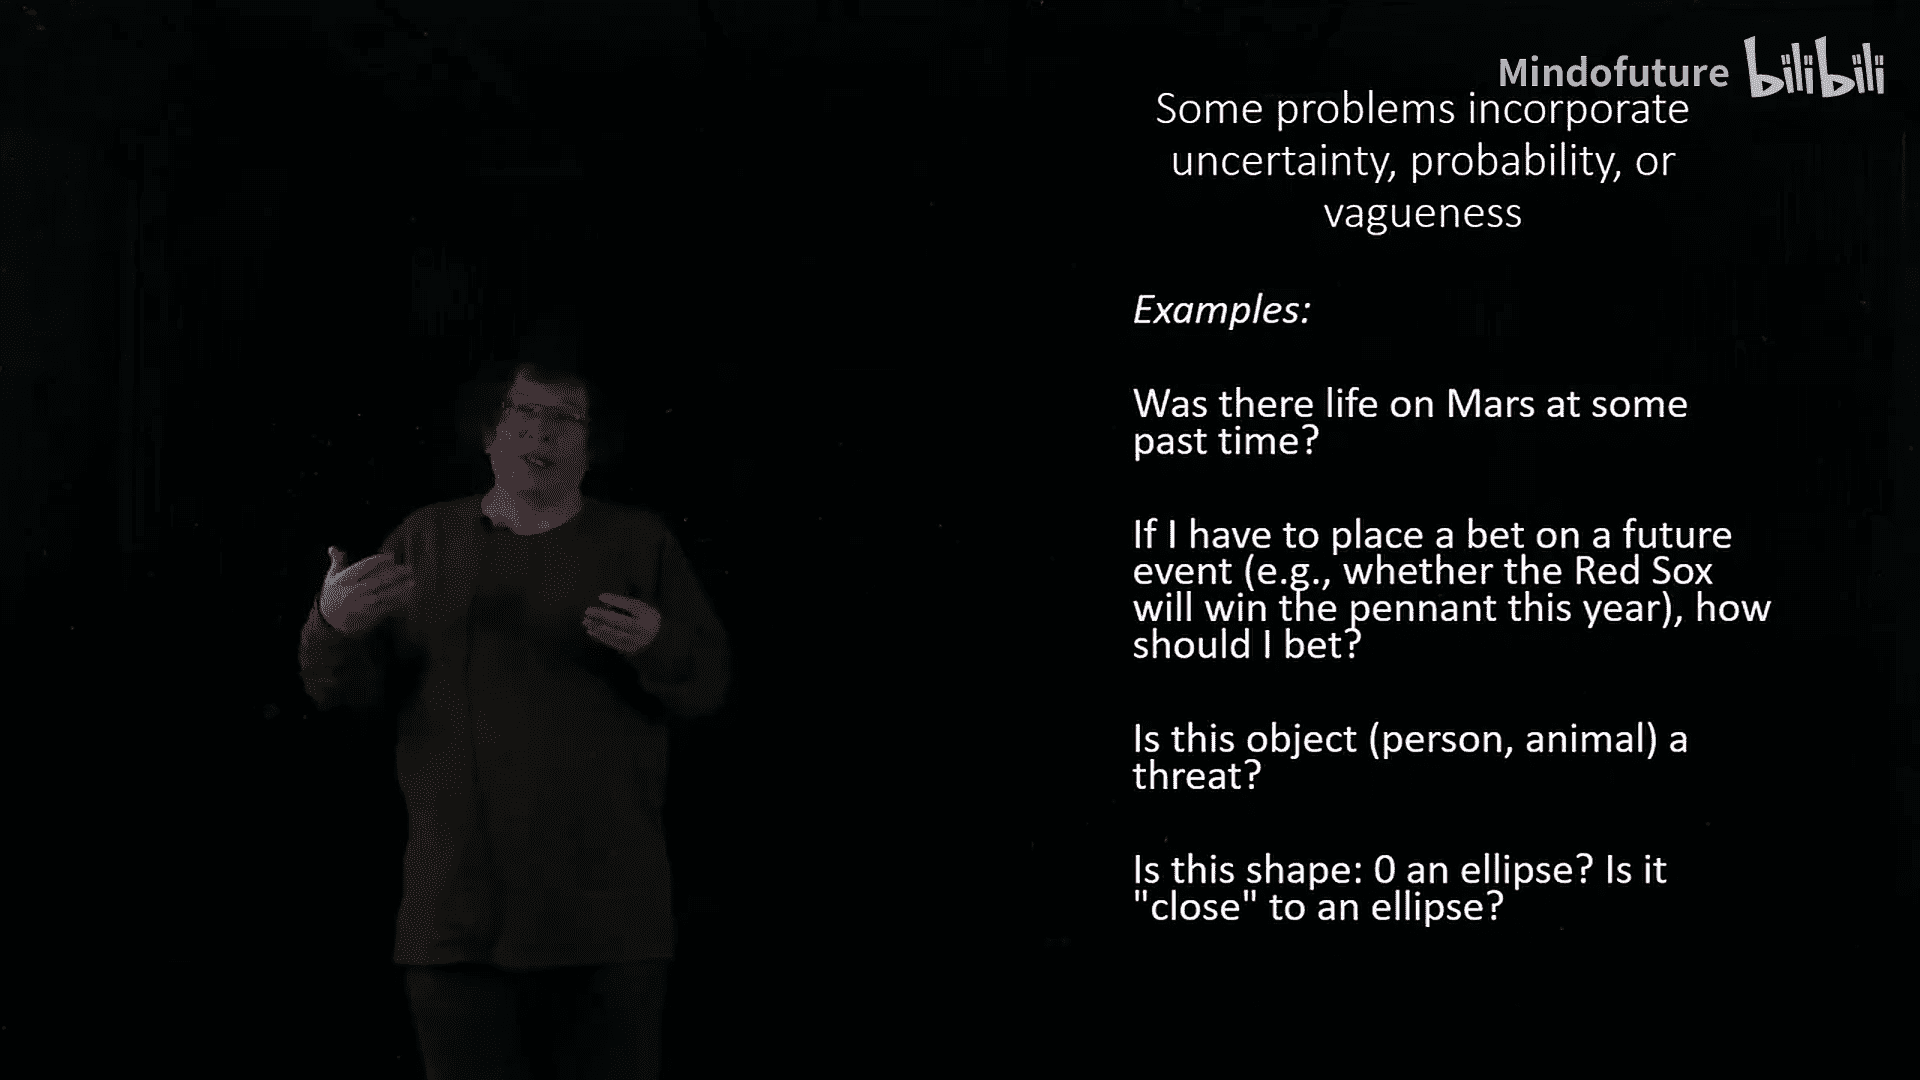 Mindofuture bilibili
Some problems incorporate
uncertainty, probability, or
vagueness
Examples:
Was there life on Mars at some
past time?
If I have to place a bet on a future
event (e.g., whether the Red Sox
will win the pennant this year), how
should I bet?
Is this object (person, animal) a
threat?
Is this shape: 0 an ellipse? Is it
"close" to an ellipse?